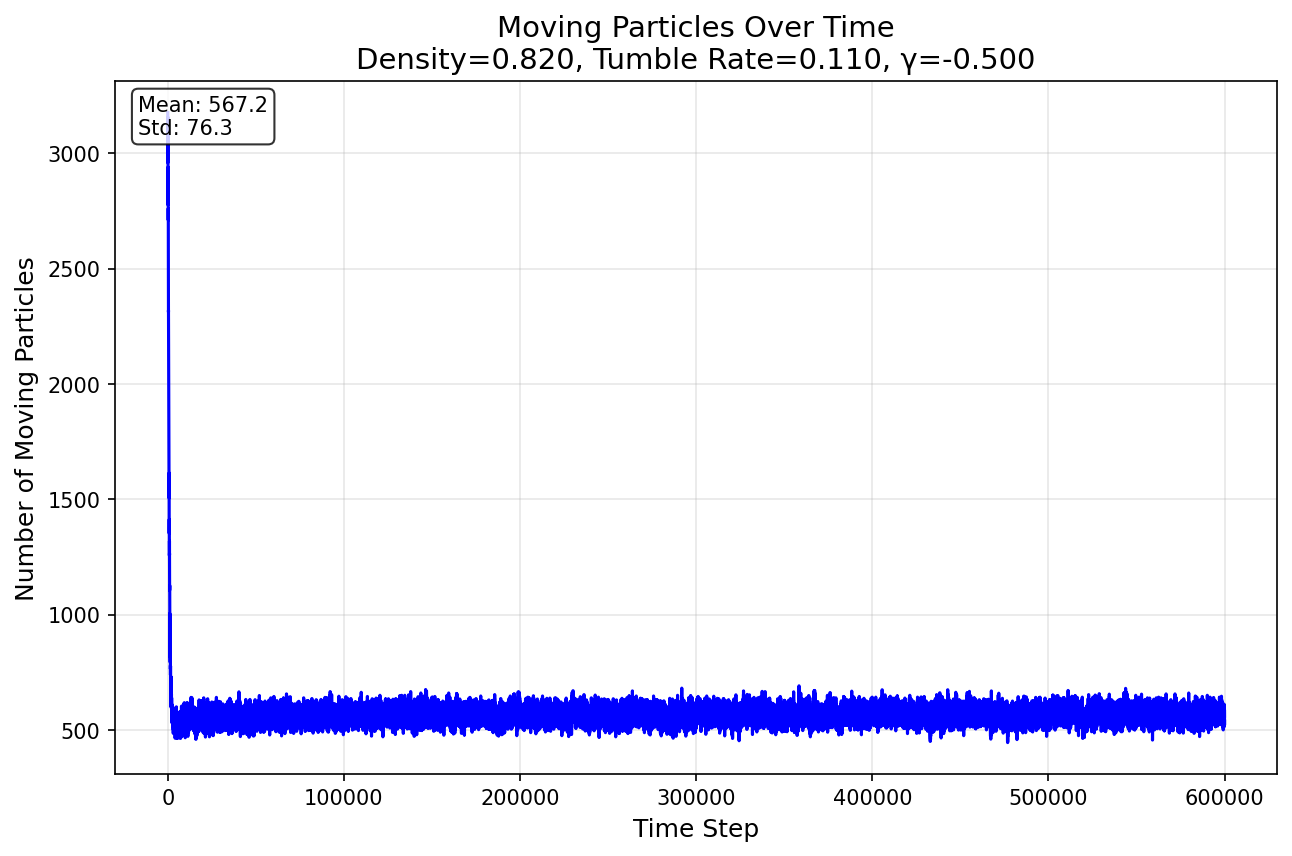 Moving Particles Over Time
Density=0.820, Tumble Rate=0.110, γ=-0.500
Mean: 567.2
Std: 76.3
Number of Moving Particles
3000
2500
2000
1500
1000
500
0
100000
200000
300000
400000
500000
600000
Time Step